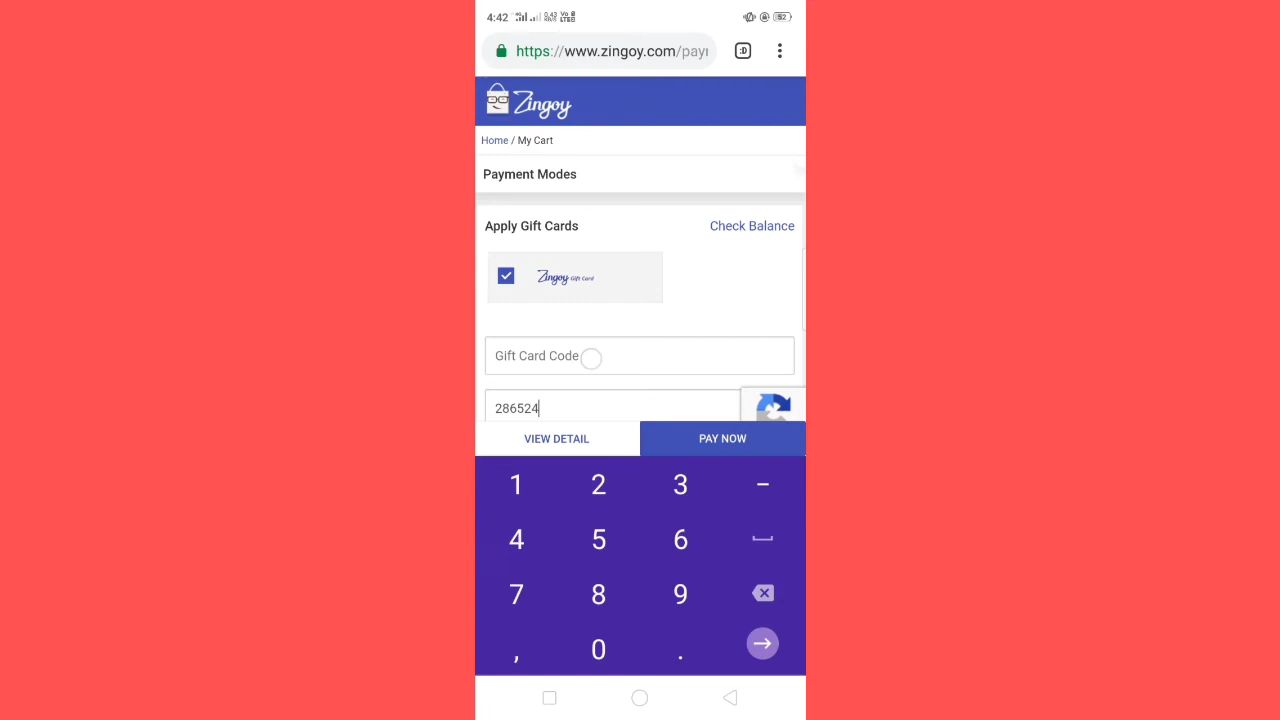 4:42
52
https://www.zingoy.com/payı
Zingoy
Home / My Cart
Payment Modes
Apply Gift Cards Check Balance
Zingoy Gift Card
Gift Card Code
286524
VIEW DETAIL PAY NOW
1 2 3 −
4 5 6
7 8 9
, 0 .